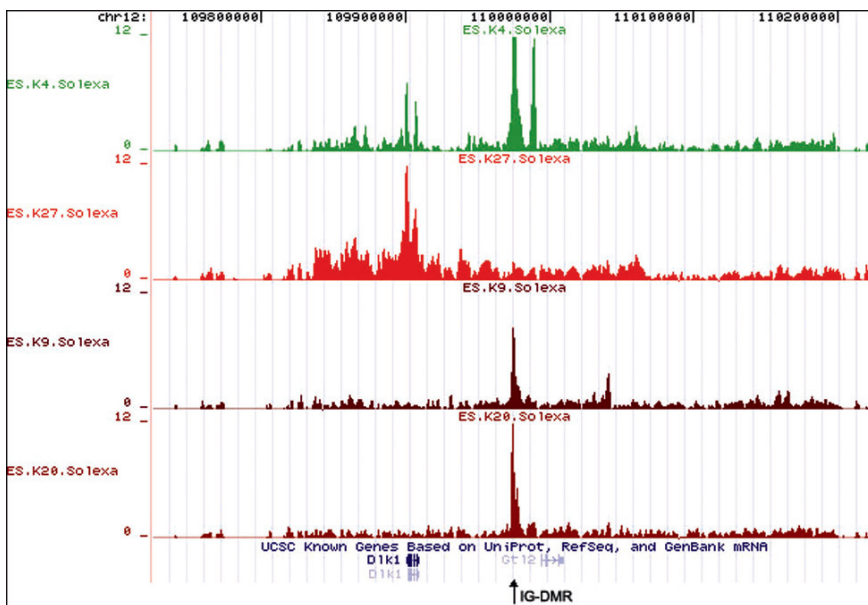 chr12: 109800000 109900000 110000000 110100000 110200000
12 ES.K4.Solexa
ES.K4.Solexa
0
12 ES.K27.Solexa
ES.K27.Solexa
0
12 ES.K9.Solexa
ES.K9.Solexa
0
12 ES.K20.Solexa
ES.K20.Solexa
0
UCSC Known Genes Based on UniProt, RefSeq, and GenBank mRNA
Dlk1 Gtl2
Dlk1
IG-DMR